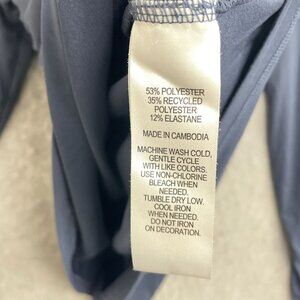 53% POLYESTER
35% RECYCLED
POLYESTER
12% ELASTANE
MADE IN CAMBODIA
MACHINE WASH COLD,
GENTLE CYCLE
WITH LIKE COLORS.
USE NON-CHLORINE
BLEACH WHEN
NEEDED.
TUMBLE DRY LOW.
COOL IRON
WHEN NEEDED.
DO NOT IRON
ON DECORATION.